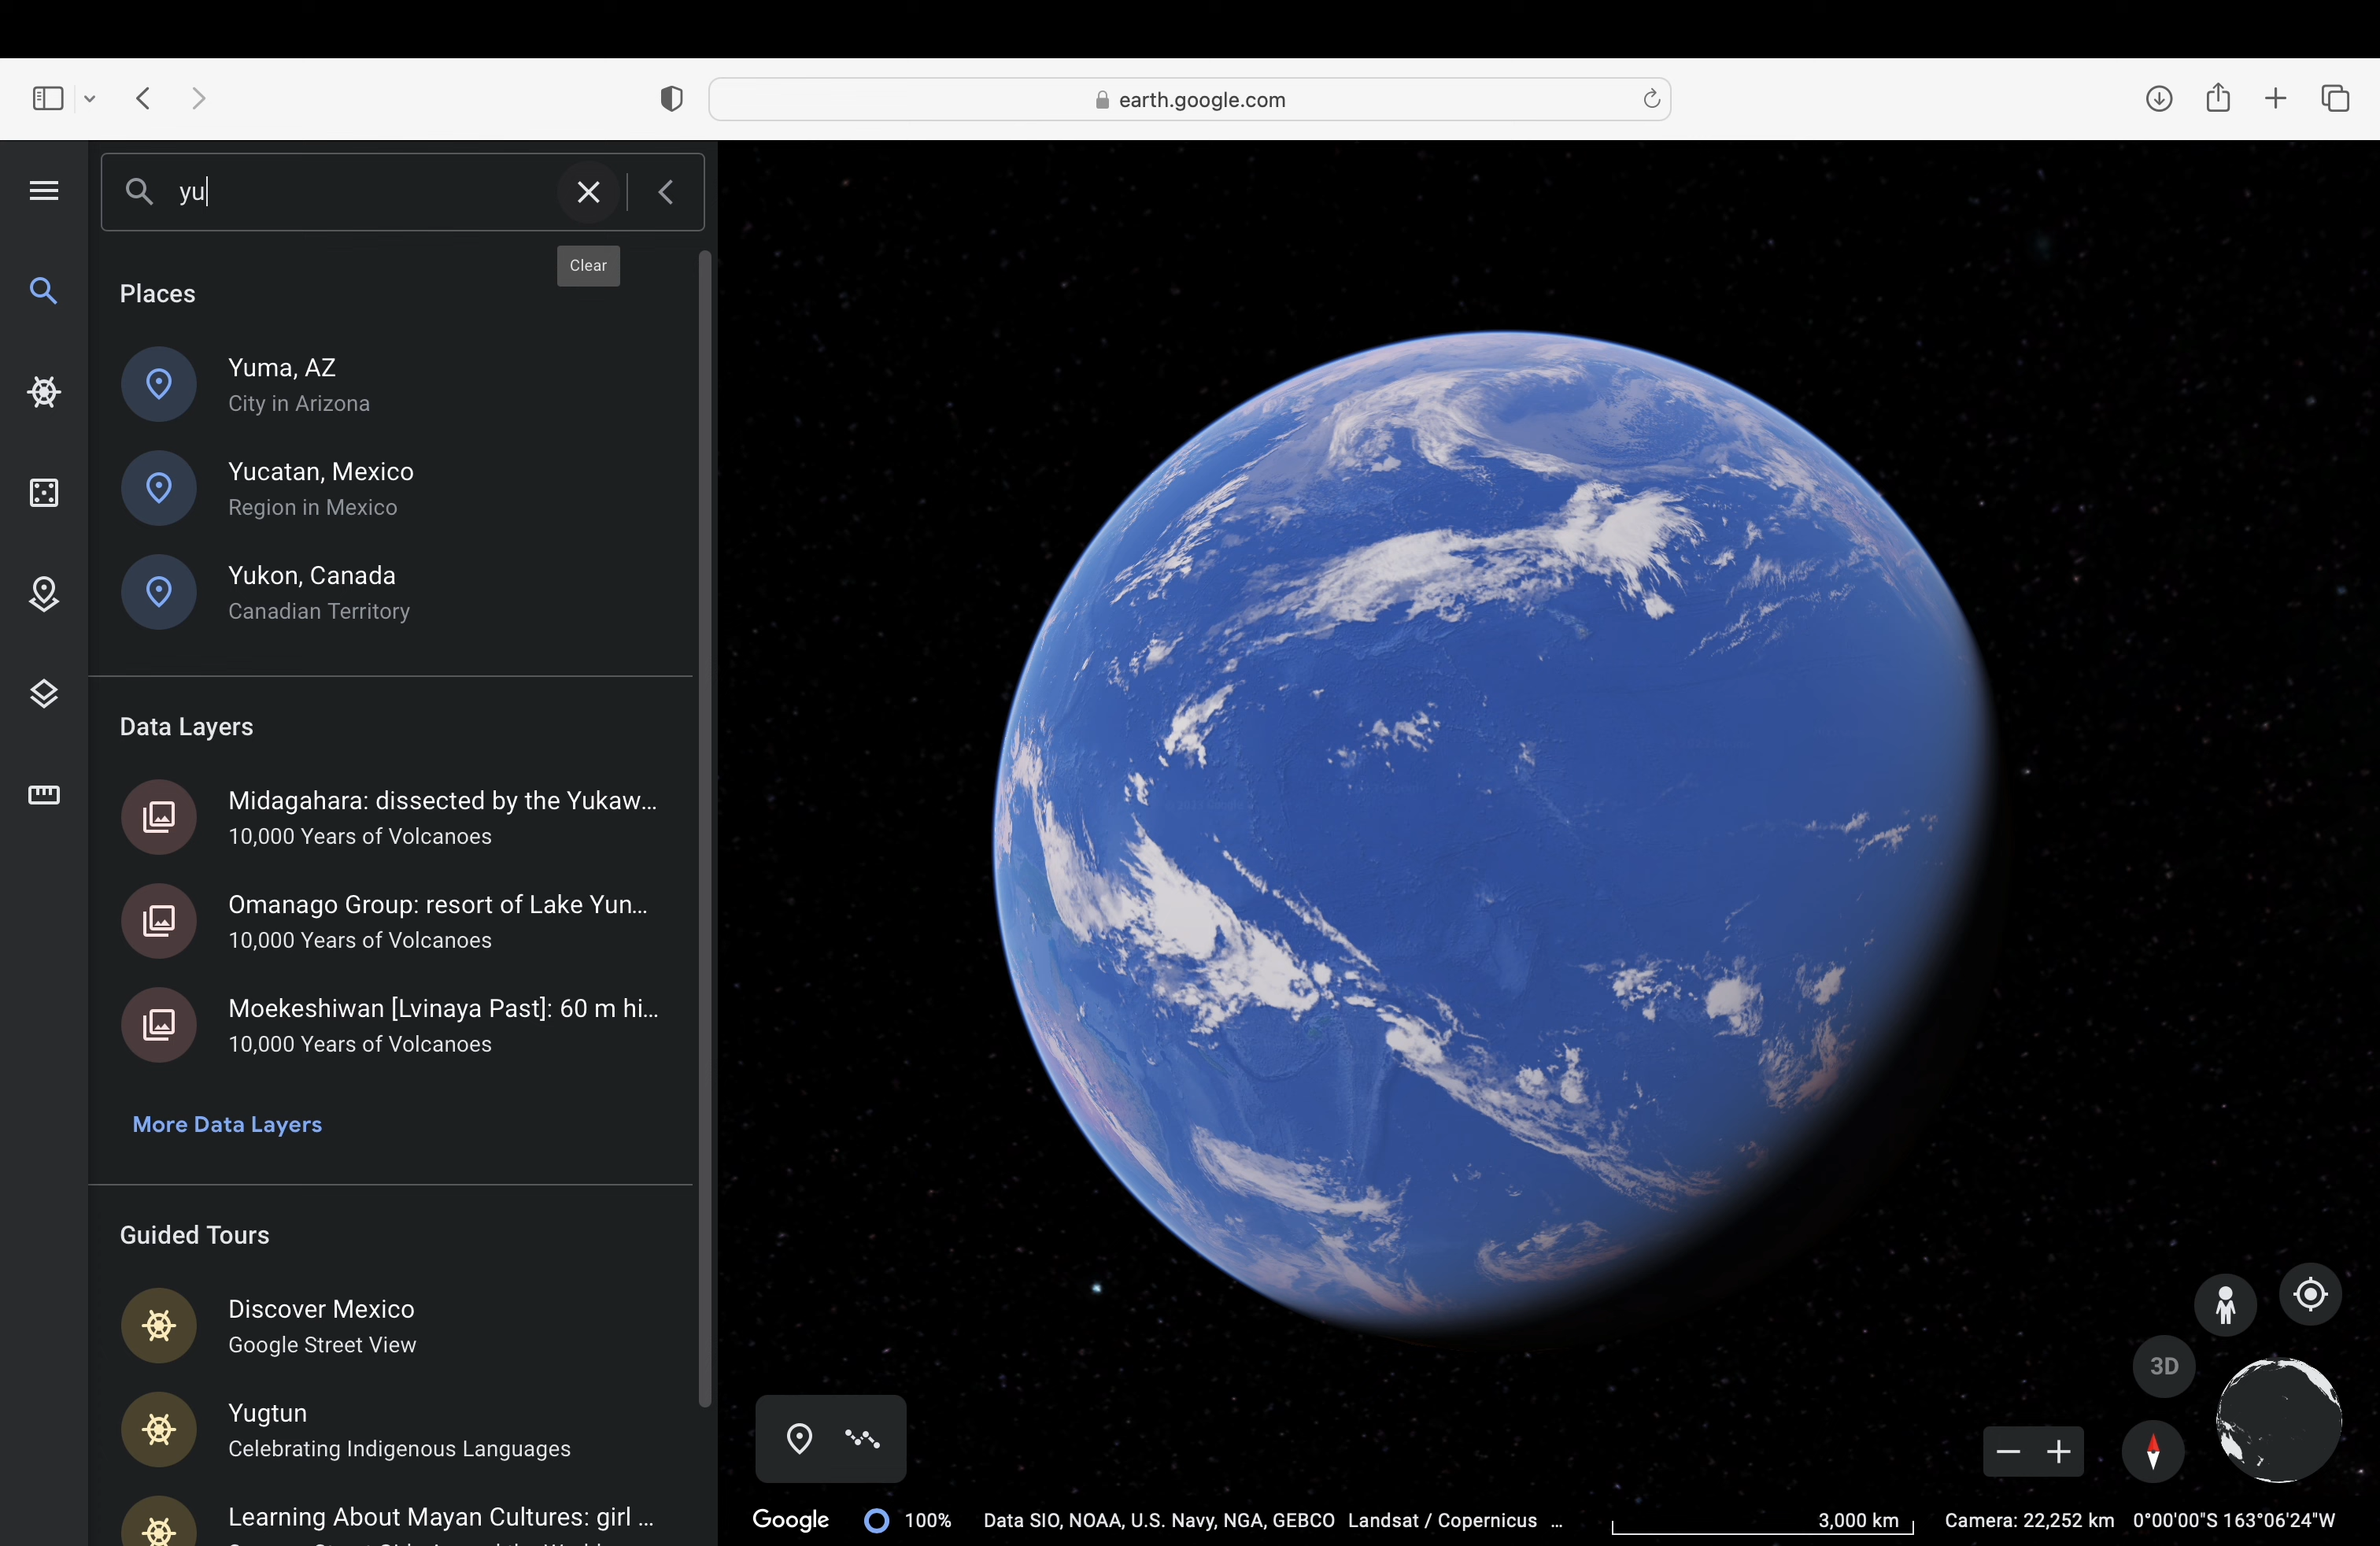 earth.google.com
yu
Clear
Places
Yuma, AZ
City in Arizona
Yucatan, Mexico
Region in Mexico
Yukon, Canada
Canadian Territory
Data Layers
Midagahara: dissected by the Yukaw...
10,000 Years of Volcanoes
Omanago Group: resort of Lake Yun...
10,000 Years of Volcanoes
Moekeshiwan [Lvinaya Past]: 60 m hi...
10,000 Years of Volcanoes
More Data Layers
Guided Tours
Discover Mexico
Google Street View
Yugtun
Celebrating Indigenous Languages
Learning About Mayan Cultures: girl ...
3D
Google 100% Data SIO, NOAA, U.S. Navy, NGA, GEBCO Landsat / Copernicus ... 3,000 km Camera: 22,252 km 0°00'00"S 163°06'24"W